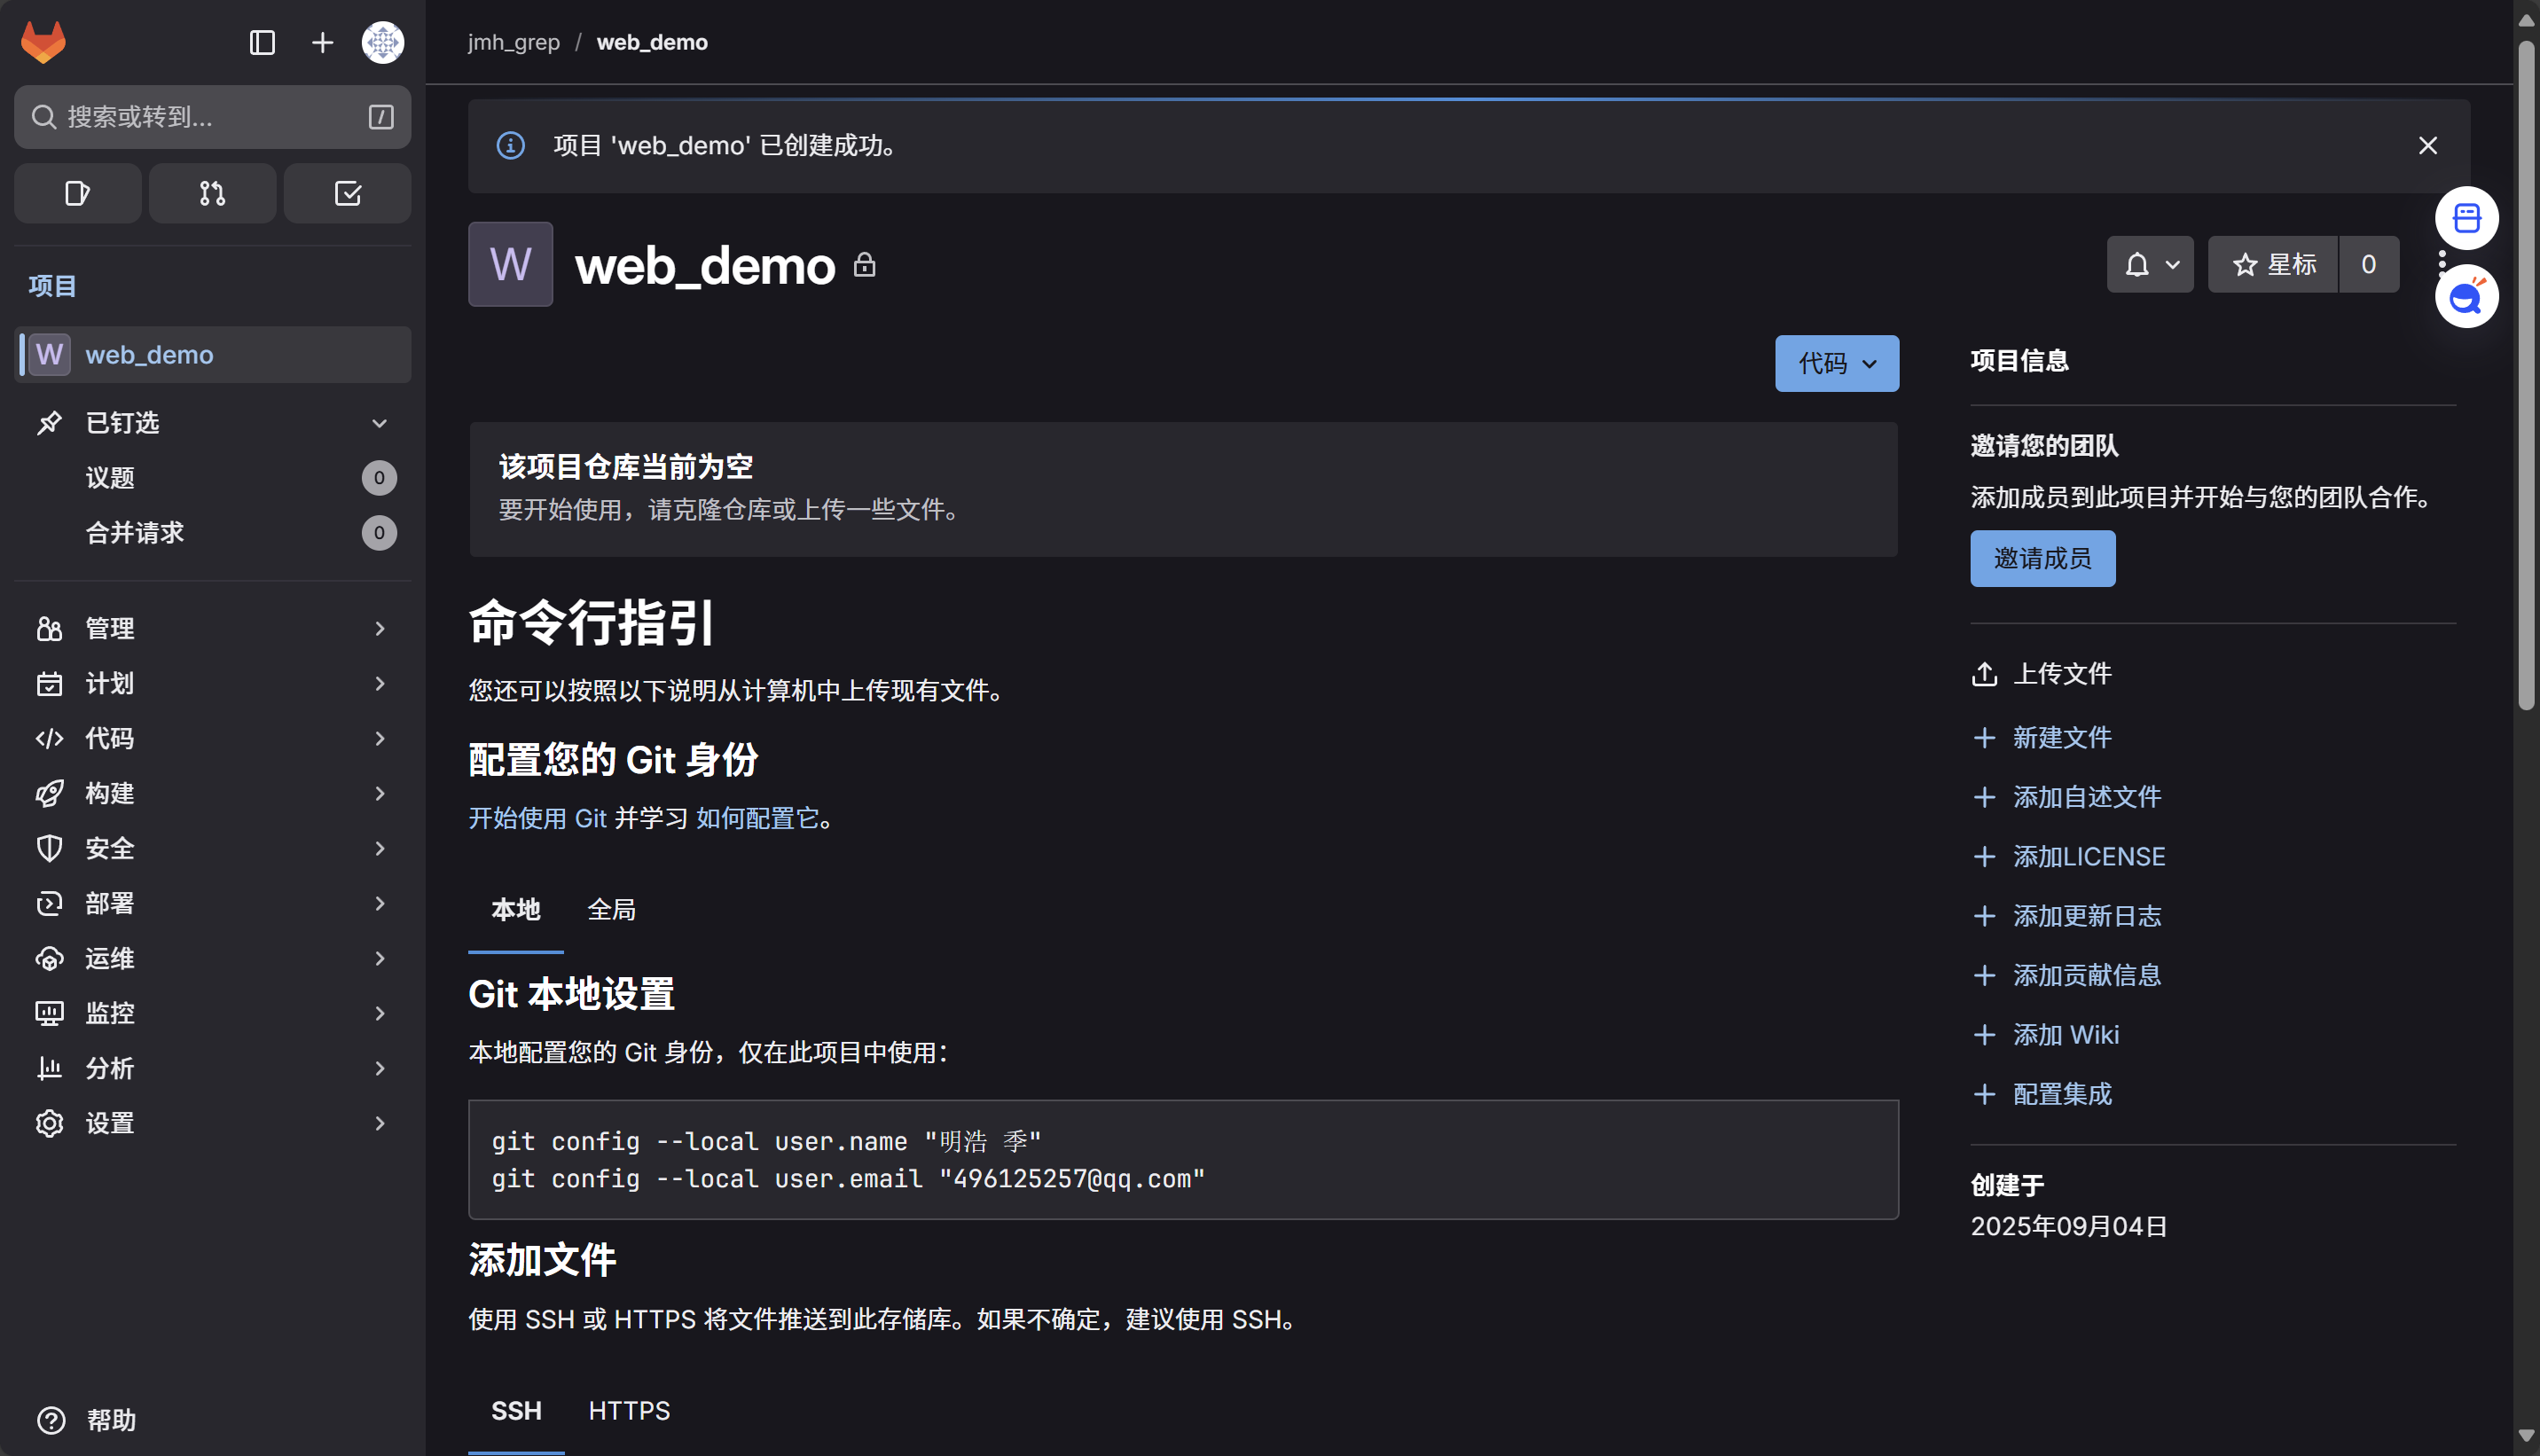 jmh_grep / web_demo
搜索或转到...
/
项目 'web_demo' 已创建成功。
项目
W web_demo
已钉选
议题 0
合并请求 0
管理
计划
代码
构建
安全
部署
运维
监控
分析
设置
帮助
W web_demo
星标 0
代码
该项目仓库当前为空
要开始使用，请克隆仓库或上传一些文件。
命令行指引
您还可以按照以下说明从计算机中上传现有文件。
配置您的 Git 身份
开始使用 Git 并学习 如何配置它。
本地 全局
Git 本地设置
本地配置您的 Git 身份，仅在此项目中使用：
git config --local user.name "明浩 季"
git config --local user.email "496125257@qq.com"
添加文件
使用 SSH 或 HTTPS 将文件推送到此存储库。如果不确定，建议使用 SSH。
SSH HTTPS
项目信息
邀请您的团队
添加成员到此项目并开始与您的团队合作。
邀请成员
上传文件
新建文件
添加自述文件
添加LICENSE
添加更新日志
添加贡献信息
添加 Wiki
配置集成
创建于
2025年09月04日